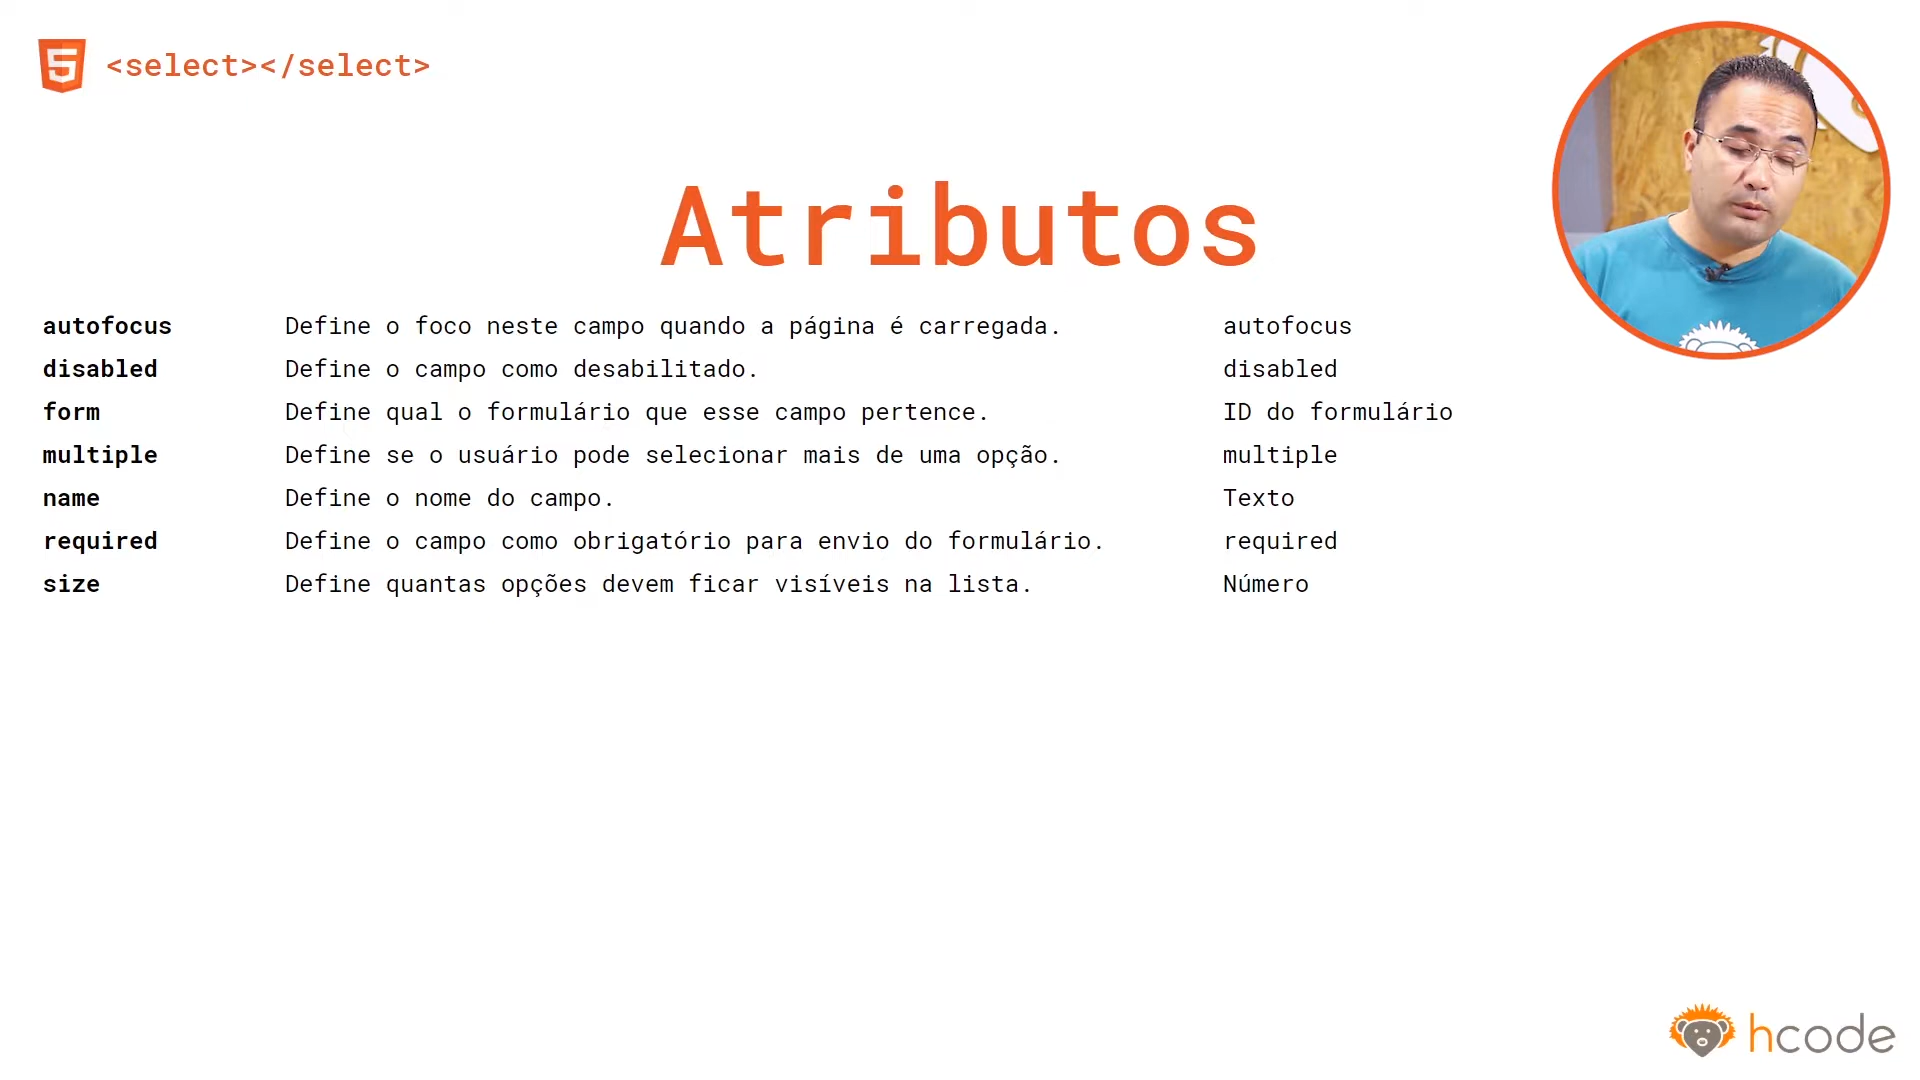 <select></select>
Atributos
autofocus Define o foco neste campo quando a página é carregada. autofocus
disabled Define o campo como desabilitado. disabled
form Define qual o formulário que esse campo pertence. ID do formulário
multiple Define se o usuário pode selecionar mais de uma opção. multiple
name Define o nome do campo. Texto
required Define o campo como obrigatório para envio do formulário. required
size Define quantas opções devem ficar visíveis na lista. Número
hcode